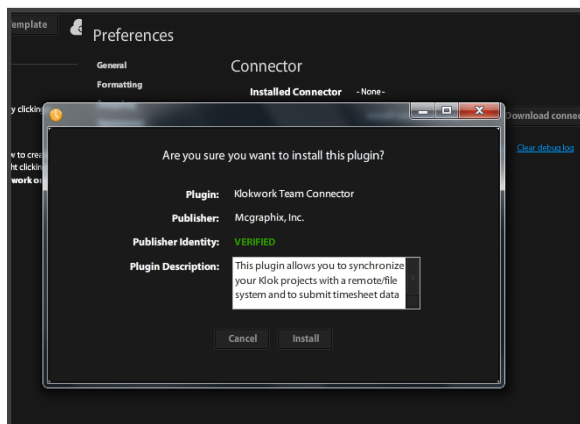 emplate
Preferences
General
Connector
Formatting
Installed Connector - None -
y clickin
Download connec
Are you sure you want to install this plugin?
Clear debug log
w to crea
ht clickin
work o
Plugin: Klokwork Team Connector
Publisher: Mcgraphix, Inc.
Publisher Identity: VERIFIED
Plugin Description: This plugin allows you to synchronize
your Klok projects with a remote/file
system and to submit timesheet data
Cancel Install